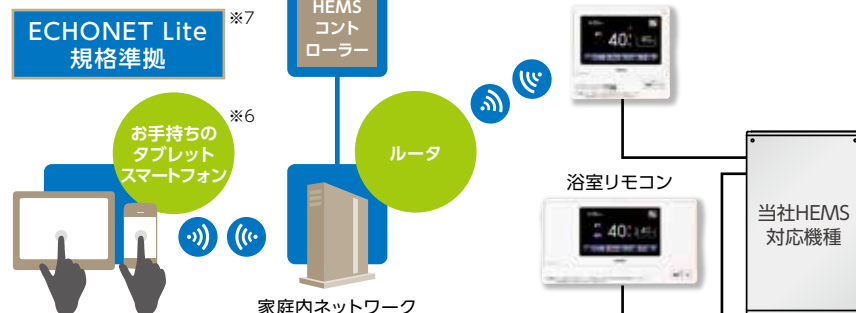 ECHONET Lite
規格準拠
※7
HEMS
コント
ローラー
お手持ちの
タブレット
スマートフォン
※6
ルータ
家庭内ネットワーク
40
浴室リモコン
40
当社HEMS
対応機種